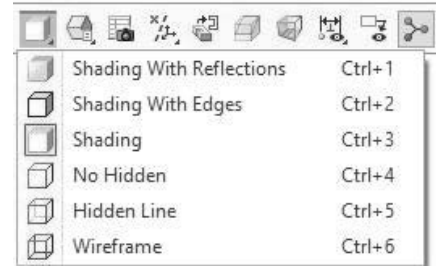 Shading With Reflections Ctrl+1
Shading With Edges Ctrl+2
Shading Ctrl+3
No Hidden Ctrl+4
Hidden Line Ctrl+5
Wireframe Ctrl+6